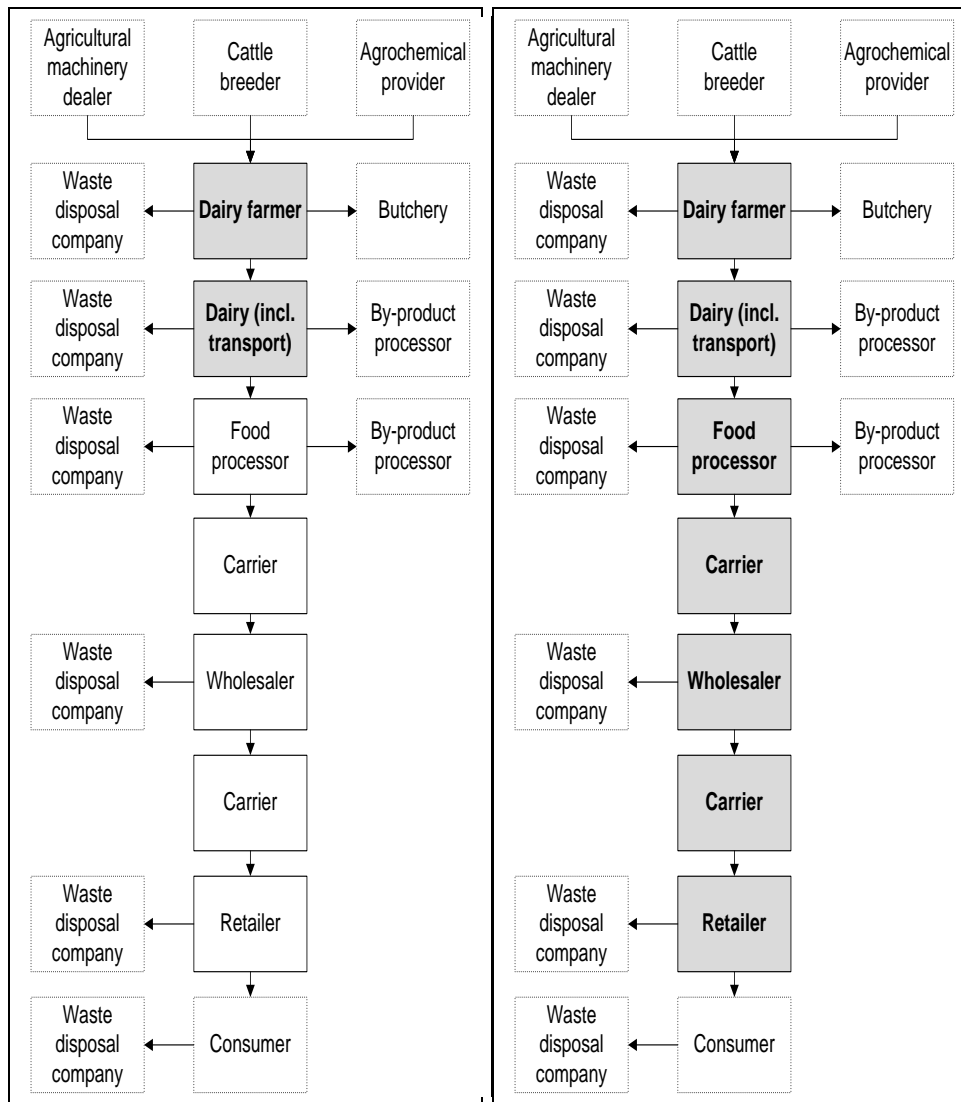 Agricultural
machinery
dealer
Cattle
breeder
Agrochemical
provider
Waste
disposal
company
Dairy farmer
Butchery
Waste
disposal
company
Dairy (incl.
transport)
By-product
processor
Waste
disposal
company
Food
processor
By-product
processor
Carrier
Waste
disposal
company
Wholesaler
Carrier
Waste
disposal
company
Retailer
Waste
disposal
company
Consumer
Agricultural
machinery
dealer
Cattle
breeder
Agrochemical
provider
Waste
disposal
company
Dairy farmer
Butchery
Waste
disposal
company
Dairy (incl.
transport)
By-product
processor
Waste
disposal
company
Food
processor
By-product
processor
Carrier
Waste
disposal
company
Wholesaler
Carrier
Waste
disposal
company
Retailer
Waste
disposal
company
Consumer